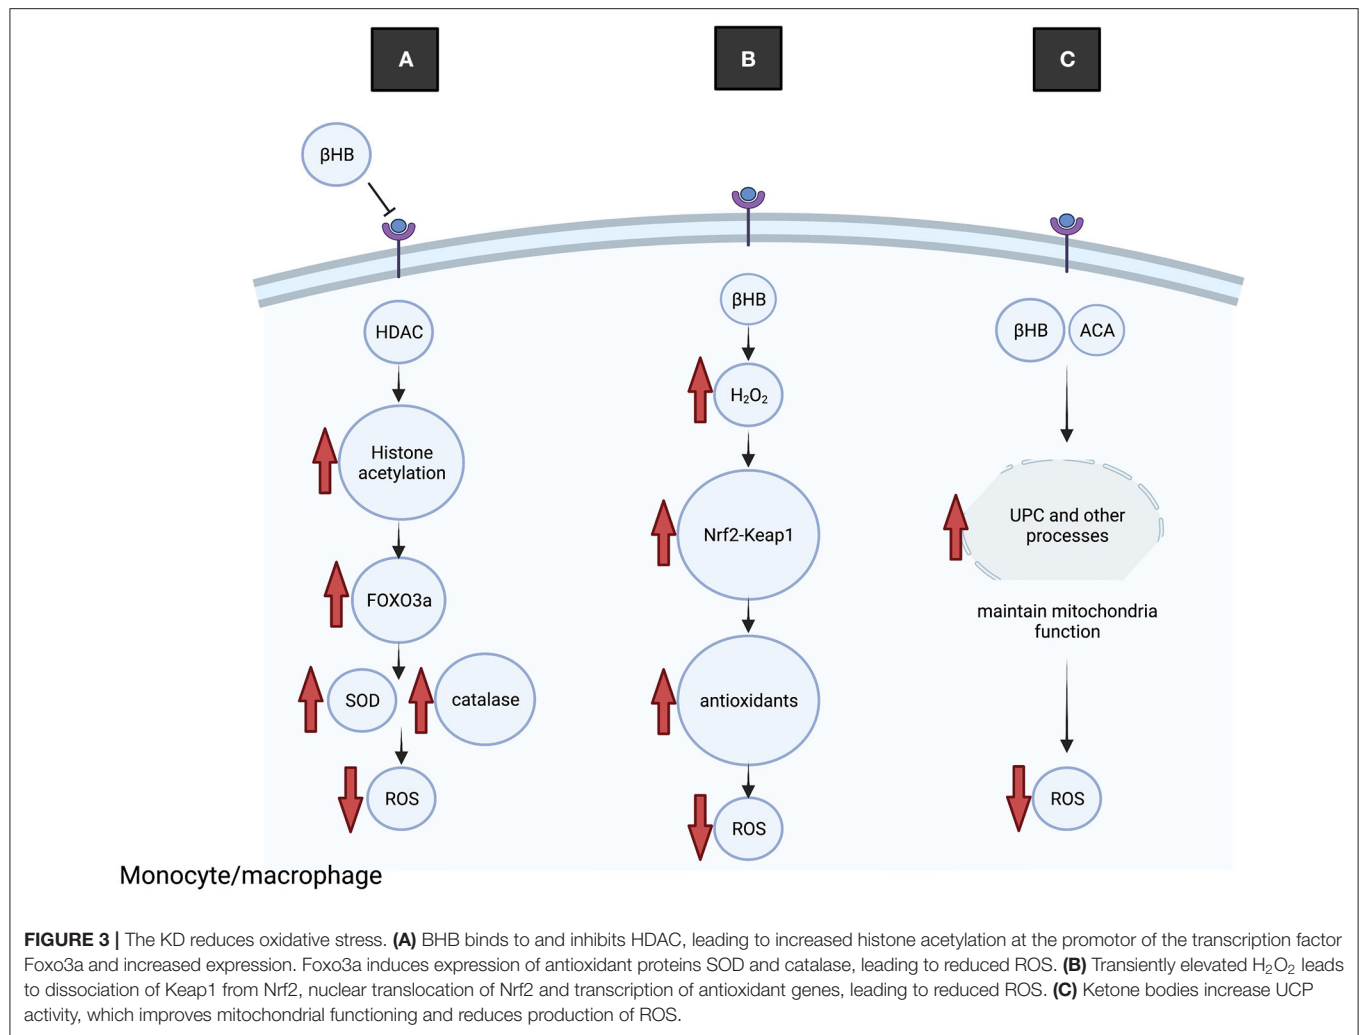 A
B
C
βHB
HDAC
Histone
acetylation
FOXO3a
SOD
catalase
ROS
βHB
H₂O₂
Nrf2-Keap1
antioxidants
ROS
βHB
ACA
UPC and other
processes
maintain mitochondria
function
ROS
Monocyte/macrophage
FIGURE 3 | The KD reduces oxidative stress. (A) BHB binds to and inhibits HDAC, leading to increased histone acetylation at the promotor of the transcription factor
Foxo3a and increased expression. Foxo3a induces expression of antioxidant proteins SOD and catalase, leading to reduced ROS. (B) Transiently elevated H₂O₂ leads
to dissociation of Keap1 from Nrf2, nuclear translocation of Nrf2 and transcription of antioxidant genes, leading to reduced ROS. (C) Ketone bodies increase UCP
activity, which improves mitochondrial functioning and reduces production of ROS.